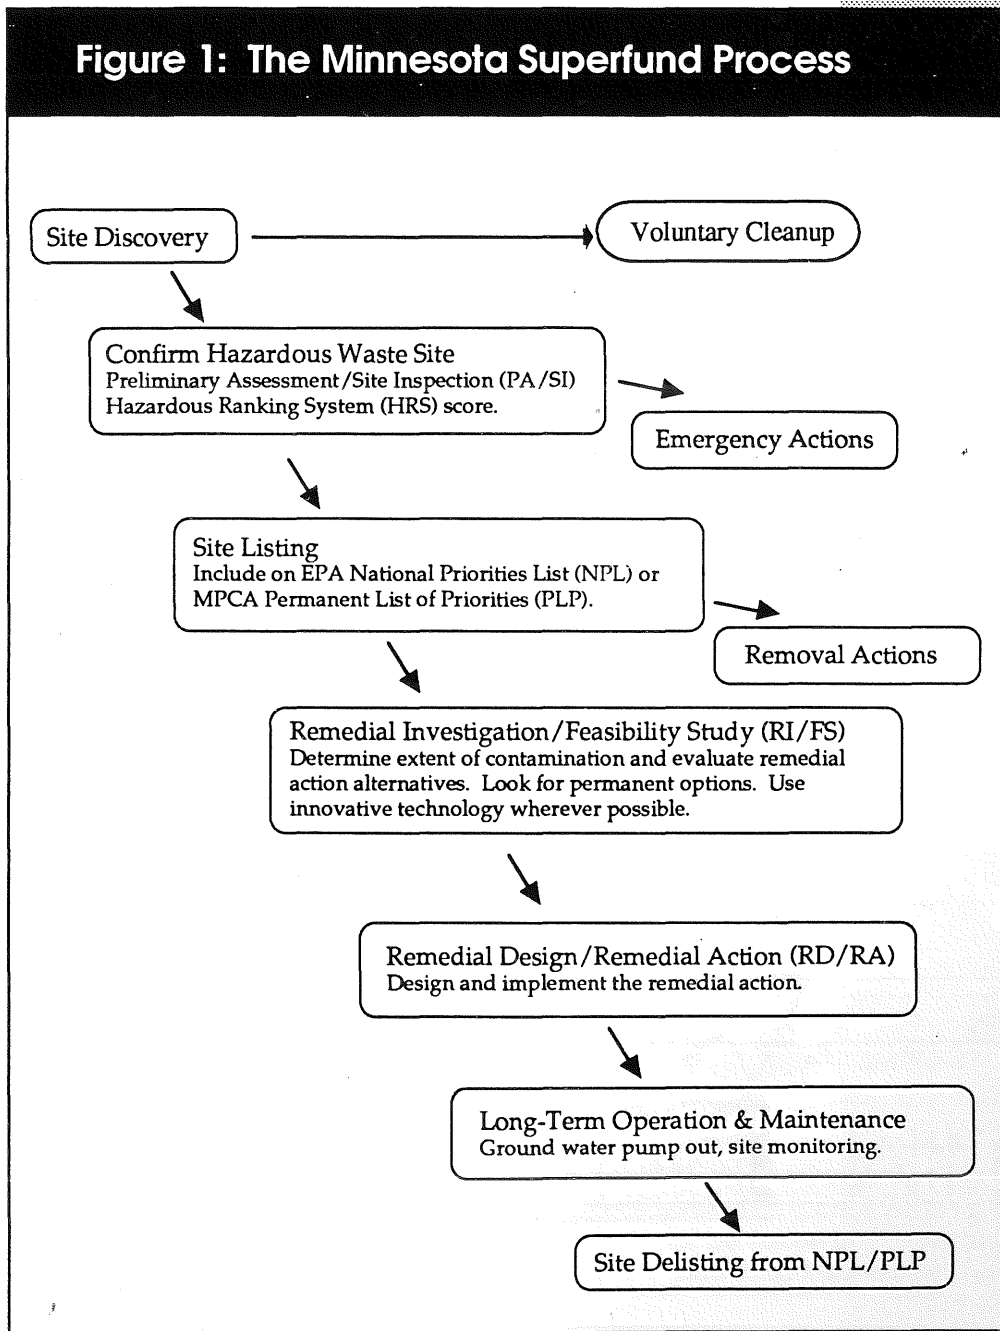 Figure 1: The Minnesota Superfund Process
Site Discovery
Voluntary Cleanup
Confirm Hazardous Waste Site
Preliminary Assessment/Site Inspection (PA/SI)
Hazardous Ranking System (HRS) score.
Emergency Actions
Site Listing
Include on EPA National Priorities List (NPL) or
MPCA Permanent List of Priorities (PLP).
Removal Actions
Remedial Investigation/Feasibility Study (RI/FS)
Determine extent of contamination and evaluate remedial
action alternatives. Look for permanent options. Use
innovative technology wherever possible.
Remedial Design/Remedial Action (RD/RA)
Design and implement the remedial action.
Long-Term Operation & Maintenance
Ground water pump out, site monitoring.
Site Delisting from NPL/PLP